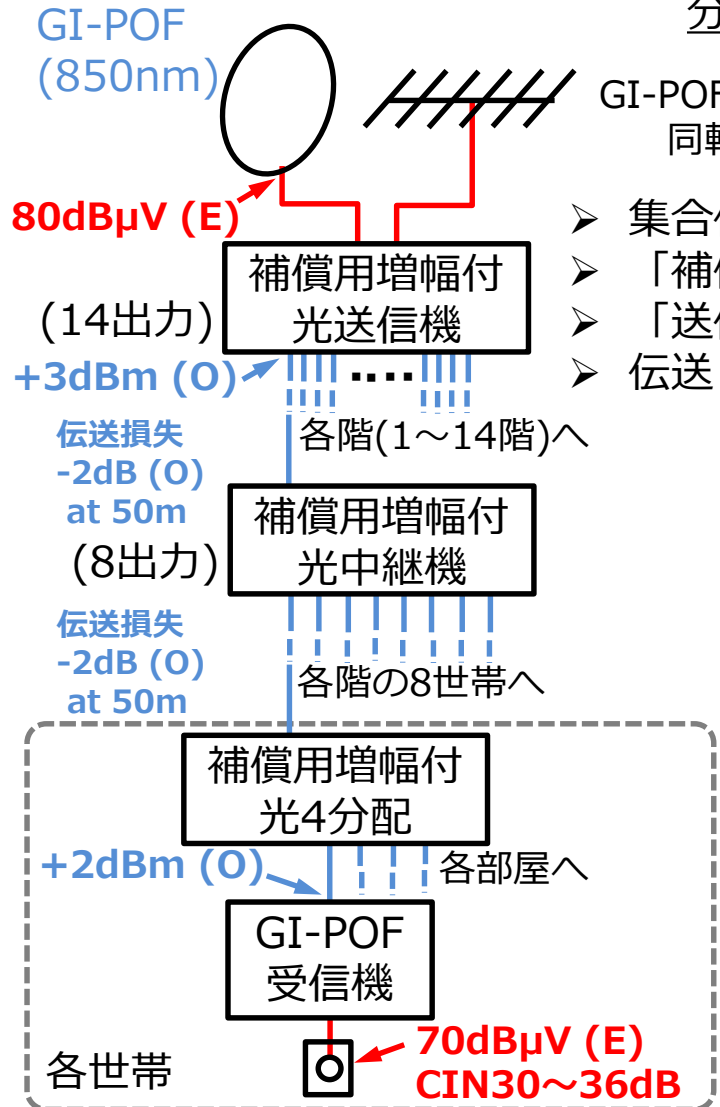 GI-POF
(850nm)
分
GI-POF
同軸
80dBµV (E)
➢ 集合住
➢ 「補償
➢ 「送信
➢ 伝送
補償用増幅付
光送信機
(14出力)
+3dBm (O)
各階(1～14階)へ
伝送損失
-2dB (O)
at 50m
補償用増幅付
光中継機
(8出力)
伝送損失
-2dB (O)
at 50m
各階の8世帯へ
補償用増幅付
光4分配
+2dBm (O)
各部屋へ
GI-POF
受信機
70dBµV (E)
CIN30～36dB
各世帯